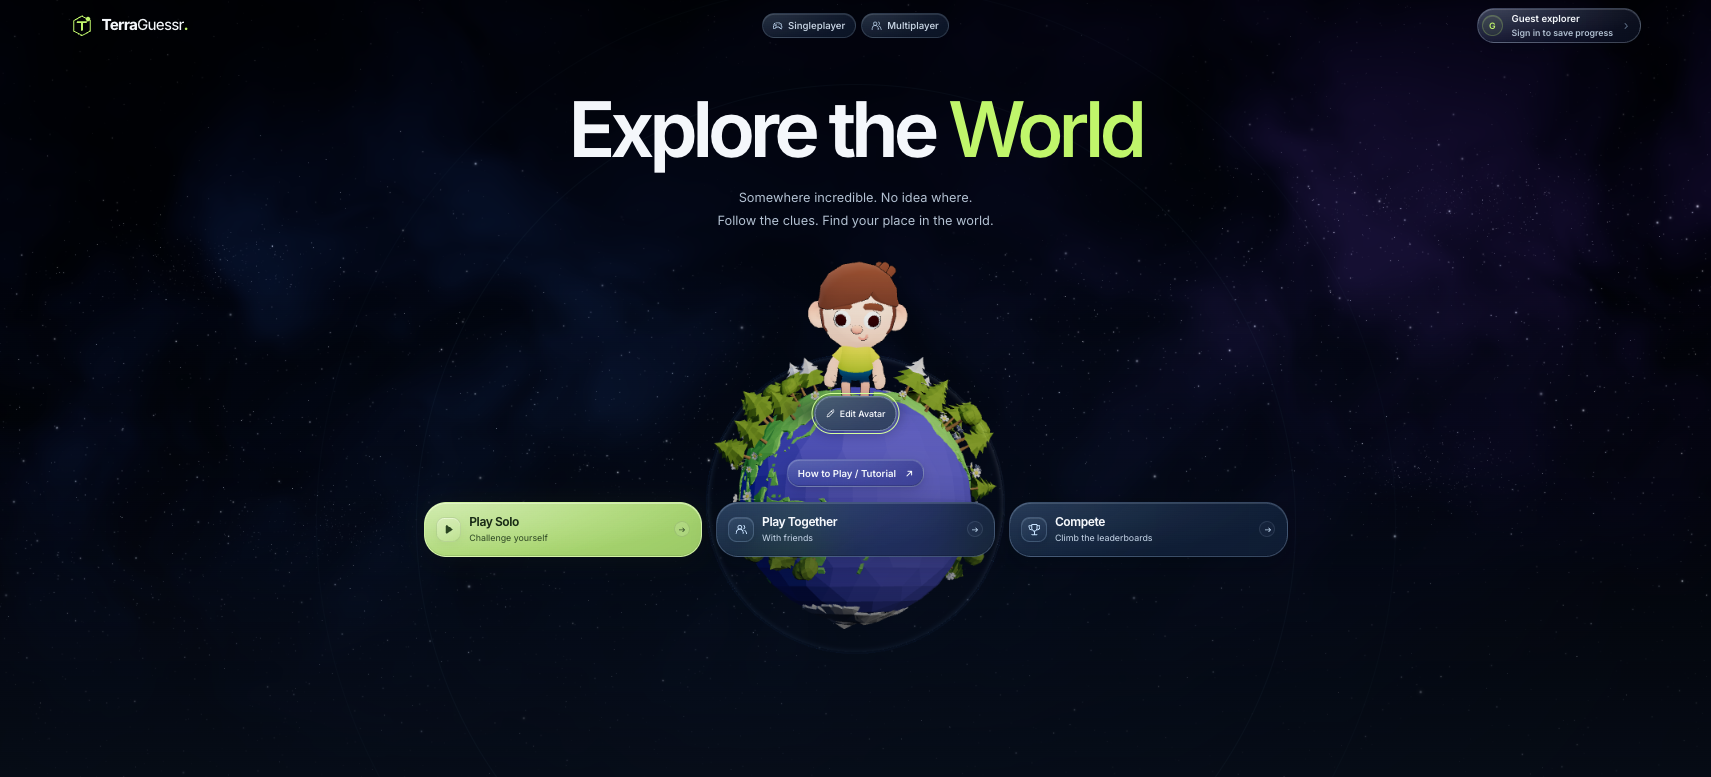 TerraGuessr.
Singleplayer
Multiplayer
G
Guest explorer
Sign in to save progress
Explore the World
Somewhere incredible. No idea where.
Follow the clues. Find your place in the world.
Edit Avatar
How to Play / Tutorial
Play Solo
Challenge yourself
Play Together
With friends
Compete
Climb the leaderboards